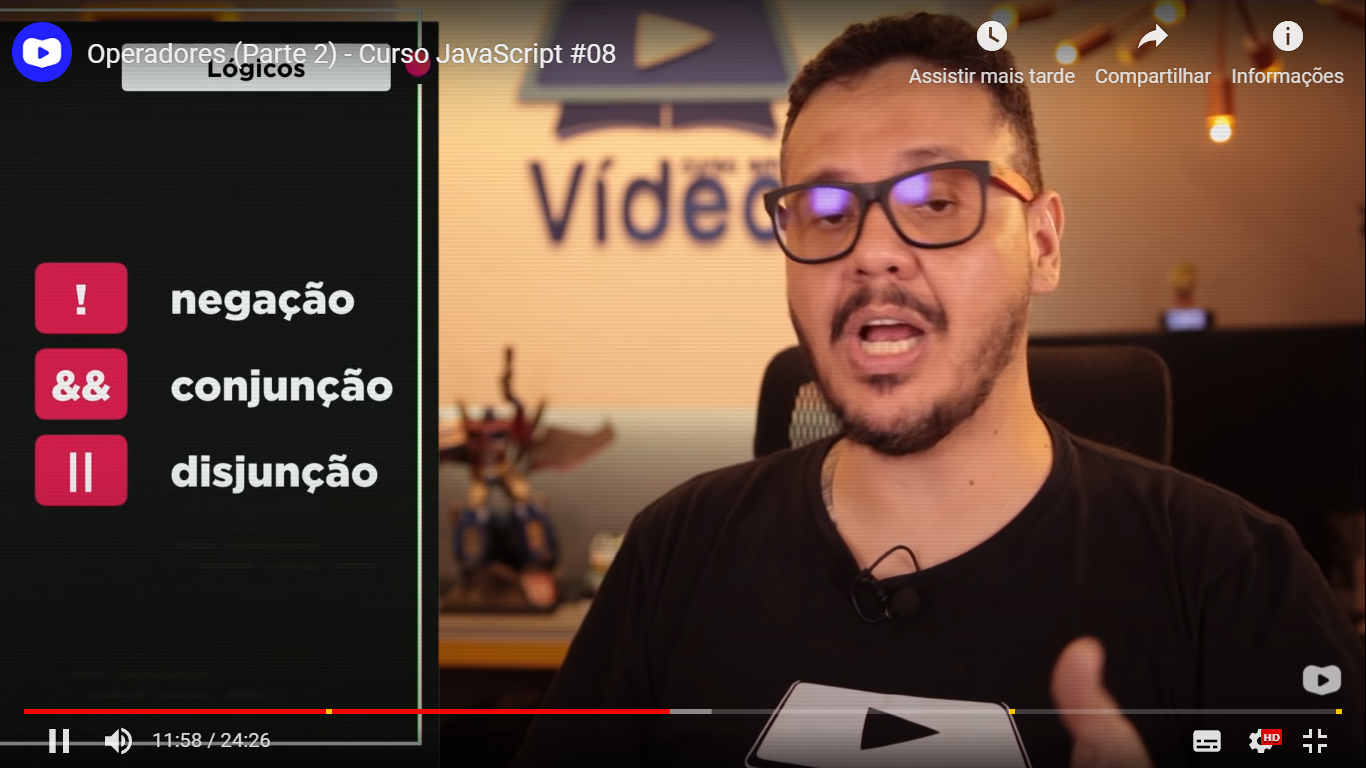 Operadores (Parte 2) - Curso JavaScript #08
Assistir mais tarde
Compartilhar
Informações
Lógicos
Vídeo
! negação
&& conjunção
|| disjunção
11:58 / 24:26
HD